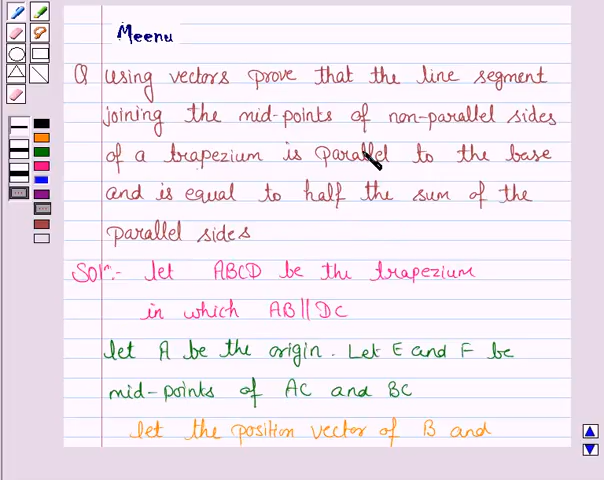 Meenu
Q Using vectors prove that the line segment
joining the mid-points of non-parallel sides
of a trapezium is parallel to the base
and is equal to half the sum of the
parallel sides
Solⁿ:- let ABCD be the trapezium
in which AB||DC
let A be the origin. Let E and F be
mid-points of AC and BC
let the position vector of B and